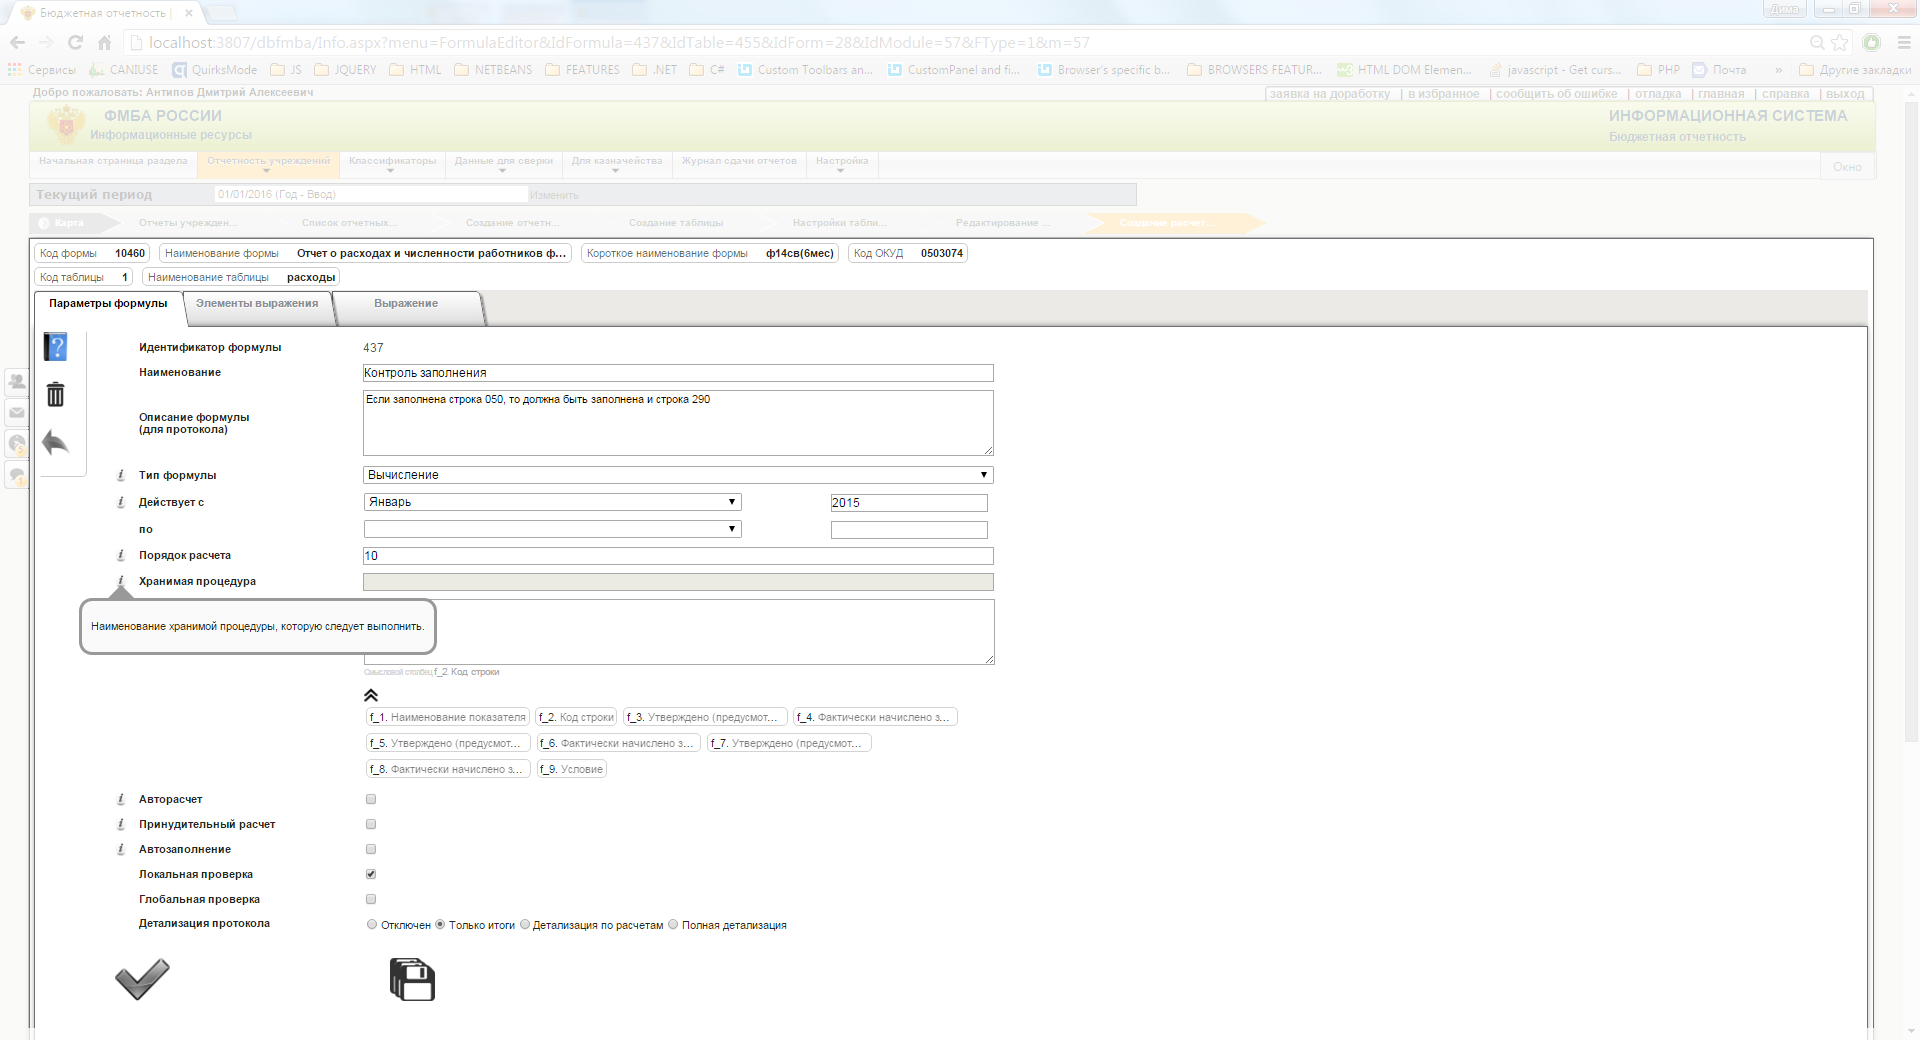 Бюджетная отчетность |
Дима
localhost:3807/dbfmba/Info.aspx?menu=FormulaEditor&IdFormula=437&IdTable=455&IdForm=28&IdModule=57&FType=1&m=57
Сервисы CANIUSE QuirksMode JS JQUERY HTML NETBEANS FEATURES .NET C# Custom Toolbars an... CustomPanel and fi... Browser's specific b... BROWSERS FEATUR... HTML DOM Elemen... javascript - Get curs... PHP Почта » Другие закладки
Добро пожаловать: Антипов Дмитрий Алексеевич
заявка на доработку | в избранное | сообщить об ошибке | отладка | главная | справка | выход
ФМБА РОССИИ
Информационные ресурсы
ИНФОРМАЦИОННАЯ СИСТЕМА
Бюджетная отчетность
Начальная страница раздела Отчетность учреждений Классификаторы Данные для сверки Для казначейства Журнал сдачи отчетов Настройка
Окно
Текущий период 01/01/2016 (Год - Ввод) Изменить
Карта Отчеты учрежден... Список отчетных... Создание отчетн... Создание таблицы Настройки табли... Редактирование ... Создание расчет...
Код формы 10460 Наименование формы Отчет о расходах и численности работников ф... Короткое наименование формы ф14св(6мес) Код ОКУД 0503074
Код таблицы 1 Наименование таблицы расходы
Параметры формулы Элементы выражения Выражение
Идентификатор формулы 437
Наименование Контроль заполнения
Описание формулы
(для протокола)
Если заполнена строка 050, то должна быть заполнена и строка 290
Тип формулы Вычисление
Действует с Январь 2015
по
Порядок расчета 10
Хранимая процедура
Наименование хранимой процедуры, которую следует выполнить.
Смысловой столбец f_2. Код строки
f_1. Наименование показателя f_2. Код строки f_3. Утверждено (предусмот... f_4. Фактически начислено з...
f_5. Утверждено (предусмот... f_6. Фактически начислено з... f_7. Утверждено (предусмот...
f_8. Фактически начислено з... f_9. Условие
Авторасчет
Принудительный расчет
Автозаполнение
Локальная проверка
Глобальная проверка
Детализация протокола Отключен Только итоги Детализация по расчетам Полная детализация